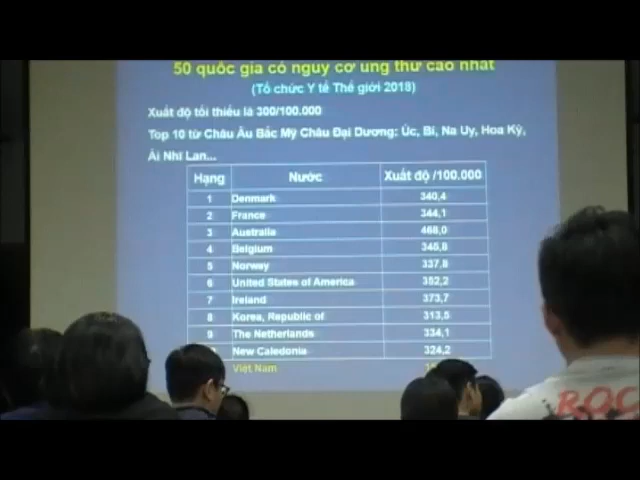 50 quốc gia có nguy cơ ung thư cao nhất
(Tổ chức Y tế Thế giới 2018)
Xuất độ tối thiểu là 300/100.000
Top 10 từ Châu Âu Bắc Mỹ Châu Đại Dương: Úc, Bỉ, Na Uy, Hoa Kỳ,
Ái Nhĩ Lan...
Hạng Nước Xuất độ /100.000
1 Denmark 340,4
2 France 344,1
3 Australia 468,0
4 Belgium 345,8
5 Norway 337,8
6 United States of America 352,2
7 Ireland 373,7
8 Korea, Republic of 313,5
9 The Netherlands 334,1
New Caledonia 324,2
Việt Nam
ROC